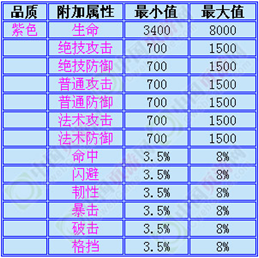 品质 附加属性 最小值 最大值
紫色 生命 3400 8000
绝技攻击 700 1500
绝技防御 700 1500
普通攻击 700 1500
普通防御 700 1500
法术攻击 700 1500
法术防御 700 1500
命中 3.5% 8%
闪避 3.5% 8%
韧性 3.5% 8%
暴击 3.5% 8%
破击 3.5% 8%
格挡 3.5% 8%